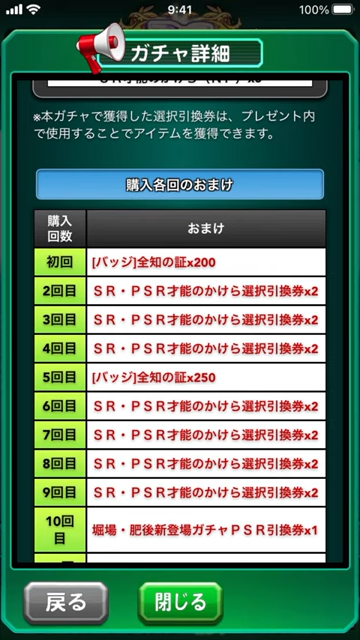 9:41
100%
ガチャ詳細
※本ガチャで獲得した選択引換券は、プレゼント内
で使用することでアイテムを獲得できます。
購入各回のおまけ
購入
回数
おまけ
初回
[バッジ]全知の証x200
2回目
ＳＲ・ＰＳＲ才能のかけら選択引換券x2
3回目
ＳＲ・ＰＳＲ才能のかけら選択引換券x2
4回目
ＳＲ・ＰＳＲ才能のかけら選択引換券x2
5回目
[バッジ]全知の証x250
6回目
ＳＲ・ＰＳＲ才能のかけら選択引換券x2
7回目
ＳＲ・ＰＳＲ才能のかけら選択引換券x2
8回目
ＳＲ・ＰＳＲ才能のかけら選択引換券x2
9回目
ＳＲ・ＰＳＲ才能のかけら選択引換券x2
10回
目
堀場・肥後新登場ガチャＰＳＲ引換券x1
戻る
閉じる